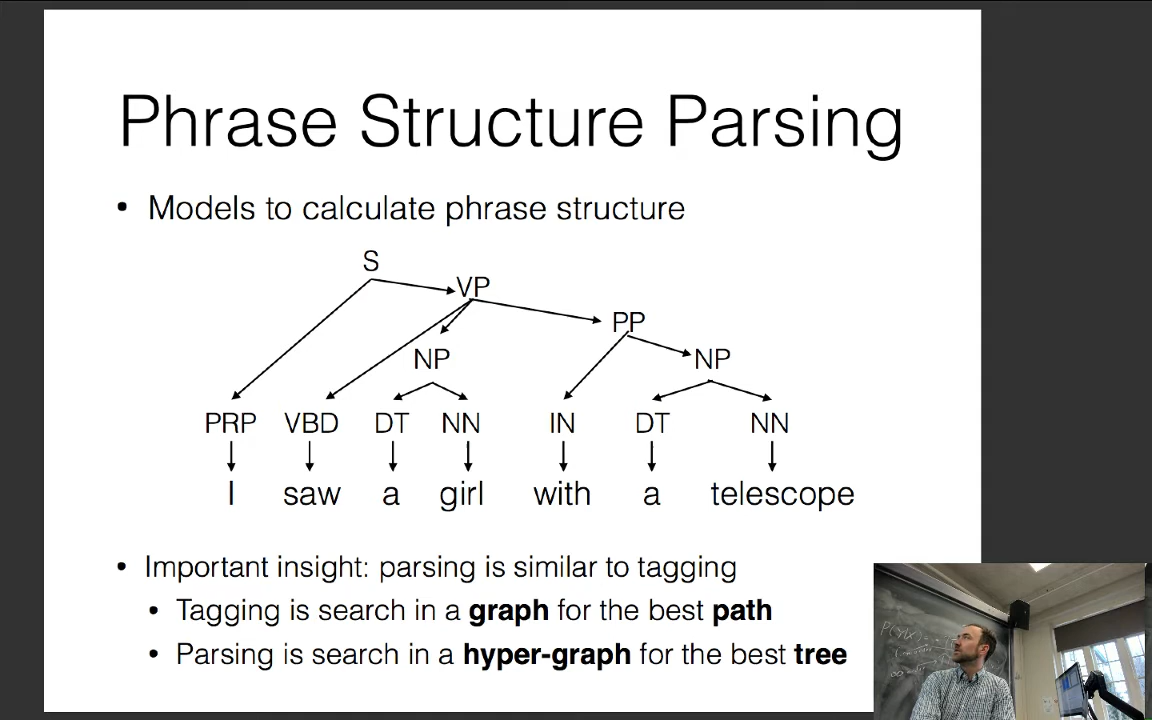 Phrase Structure Parsing
• Models to calculate phrase structure
S
VP
PP
NP NP
PRP VBD DT NN IN DT NN
I saw a girl with a telescope
• Important insight: parsing is similar to tagging
• Tagging is search in a graph for the best path
• Parsing is search in a hyper-graph for the best tree
P(Y|X)